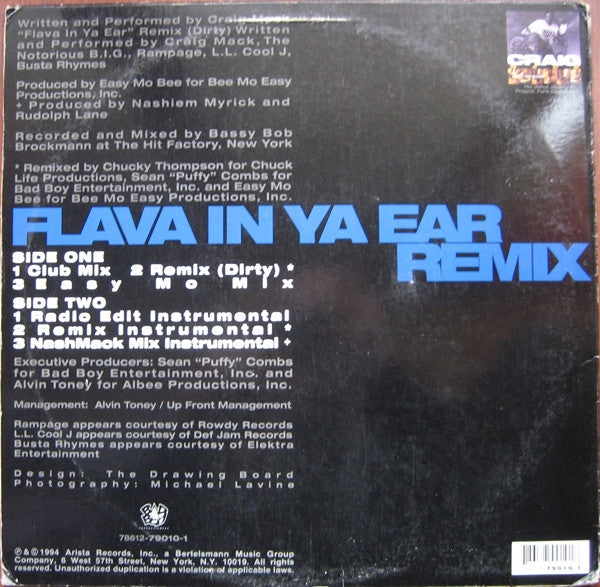 Written and Performed by Craig Mack
"Flava In Ya Ear" Remix (Dirty) Written
and Performed by Craig Mack, The
Notorious B.I.G., Rampage, L.L. Cool J,
Busta Rhymes
Produced by Easy Mo Bee for Bee Mo Easy
Productions, Inc.
+ Produced by Nashiem Myrick and
Rudolph Lane
Recorded and Mixed by Bassy Bob
Brockmann at The Hit Factory, New York
* Remixed by Chucky Thompson for Chuck
Life Productions, Sean "Puffy" Combs for
Bad Boy Entertainment, Inc. and Easy Mo
Bee for Bee Mo Easy Productions, Inc.
CRAIG
FLAVA IN YA EAR
REMIX
SIDE ONE
1 Club Mix 2 Remix (Dirty) *
3 Easy Mo Mix
SIDE TWO
1 Radio Edit Instrumental
2 Remix Instrumental *
3 NashMack Mix Instrumental +
Executive Producers: Sean "Puffy" Combs
for Bad Boy Entertainment, Inc. and
Alvin Toney for Albee Productions, Inc.
Management: Alvin Toney / Up Front Management
Rampage appears courtesy of Rowdy Records
L.L. Cool J appears courtesy of Def Jam Records
Busta Rhymes appears courtesy of Elektra
Entertainment
Design: The Drawing Board
Photography: Michael Lavine
BAD BOY
78612-79010-1
℗ & © 1994 Arista Records, Inc., a Bertelsmann Music Group
Company, 6 West 57th Street, New York, N.Y. 10019. All rights
reserved. Unauthorized duplication is a violation of applicable laws.
79010 1